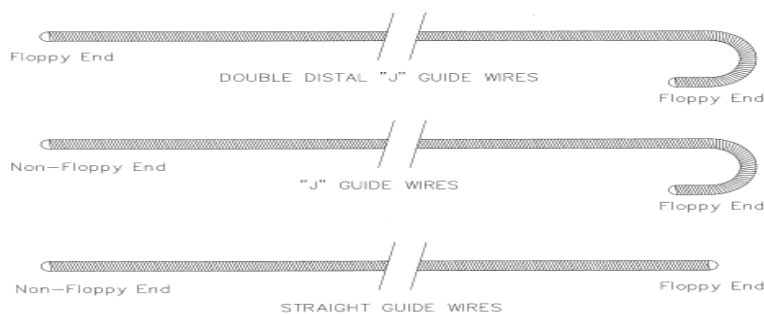 Floppy End
DOUBLE DISTAL "J" GUIDE WIRES
Floppy End
Non-Floppy End
"J" GUIDE WIRES
Floppy End
Non-Floppy End
Floppy End
STRAIGHT GUIDE WIRES